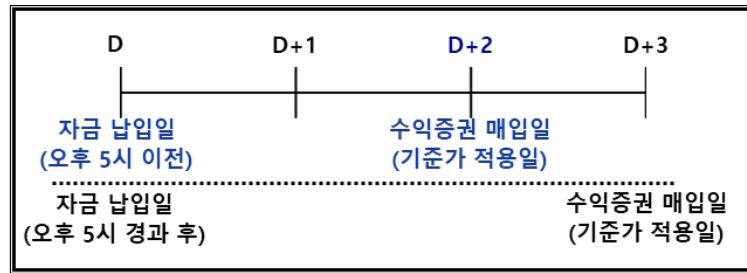 D D+1 D+2 D+3
자금 납입일 수익증권 매입일
(오후 5시 이전) (기준가 적용일)
자금 납입일 수익증권 매입일
(오후 5시 경과 후) (기준가 적용일)